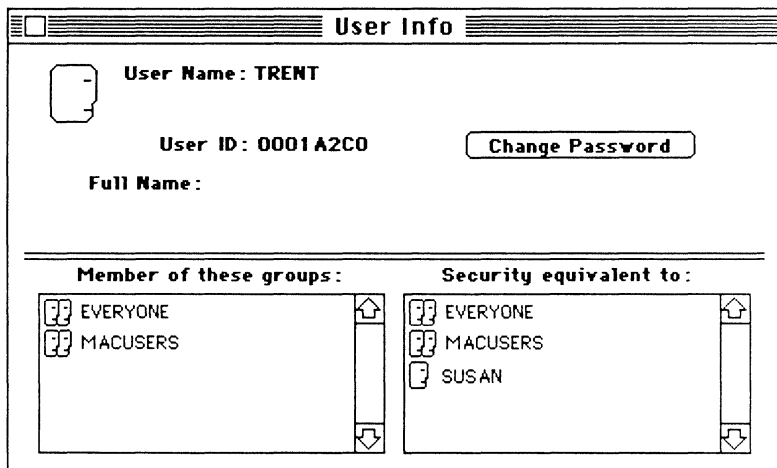 User Info
User Name: TRENT
User ID: 0001A2C0
Change Password
Full Name:
Member of these groups:
EVERYONE
MACUSERS
Security equivalent to:
EVERYONE
MACUSERS
SUSAN